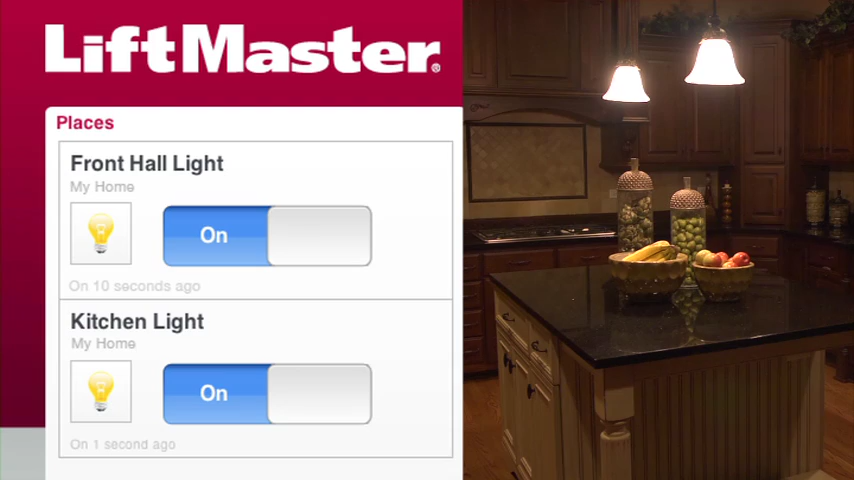 LiftMaster®
Places
Front Hall Light
My Home
On
On 10 seconds ago
Kitchen Light
My Home
On
On 1 second ago